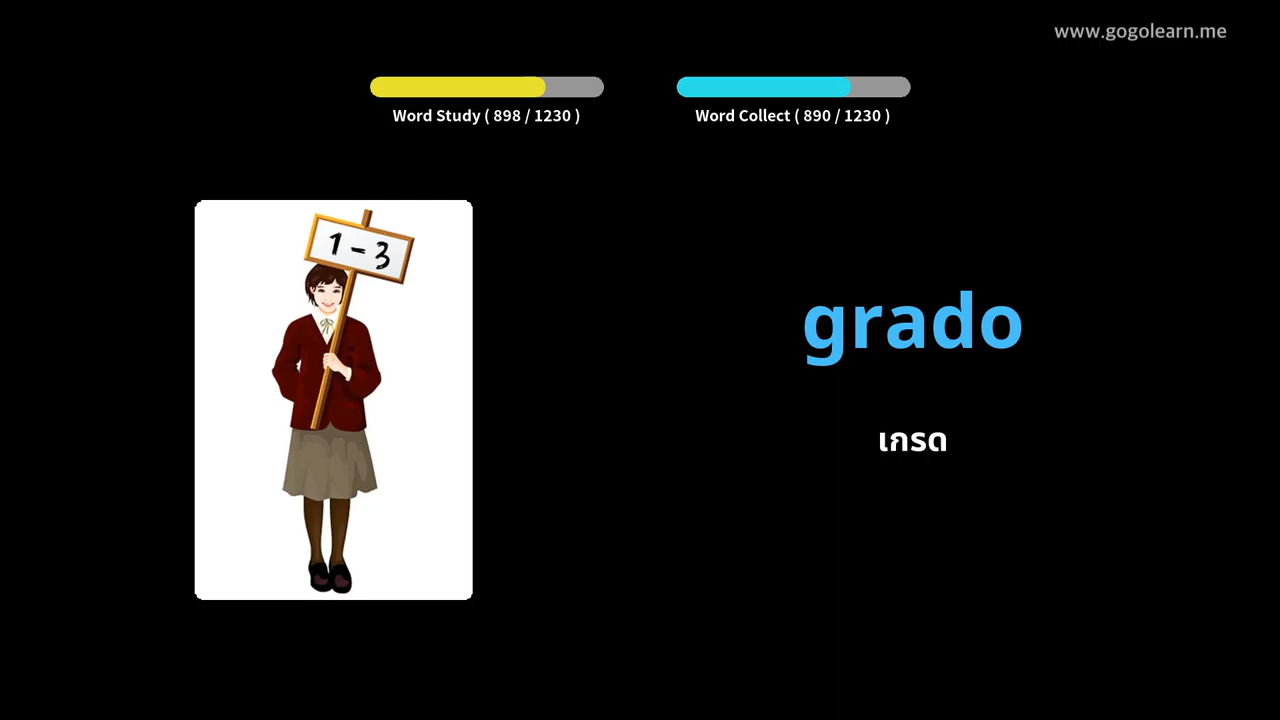 www.gogolearn.me
Word Study ( 898 / 1230 )
Word Collect ( 890 / 1230 )
1 - 3
grado
เกรด